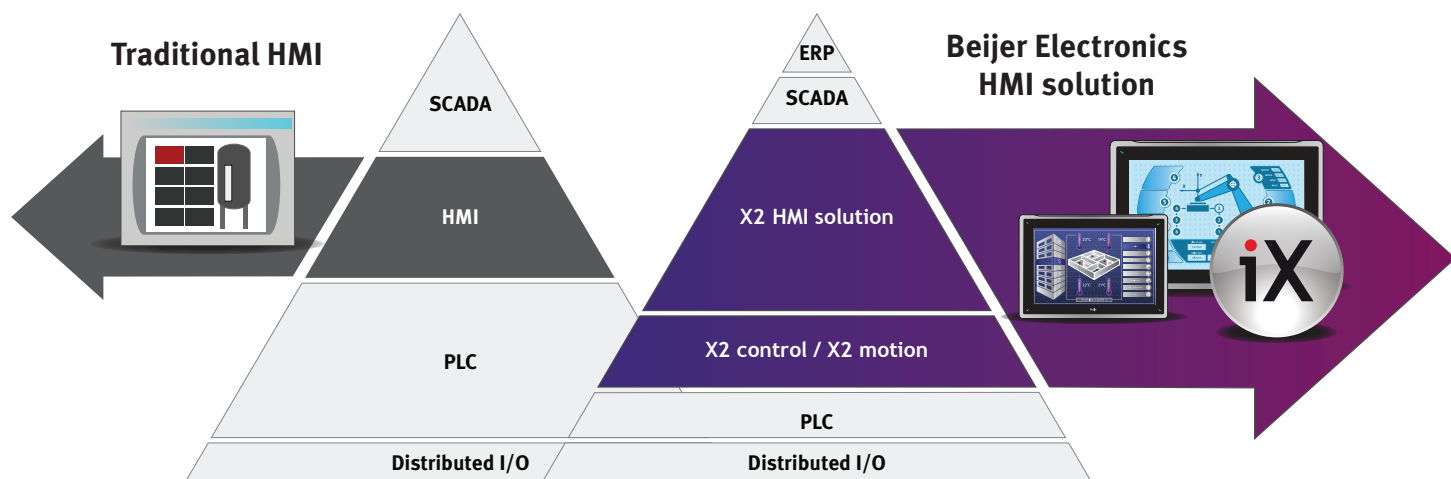 Traditional HMI
SCADA
HMI
PLC
Distributed I/O
ERP
SCADA
X2 HMI solution
X2 control / X2 motion
PLC
Distributed I/O
Beijer Electronics
HMI solution
iX